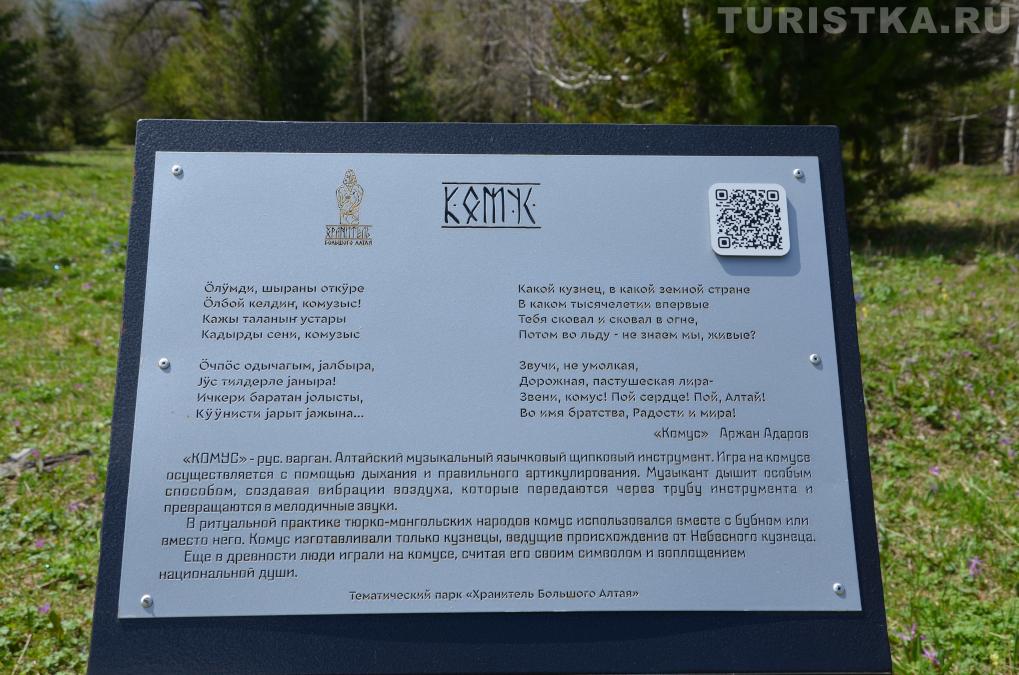 TURISTKA.RU
ХРАНИТЕЛЬ
БОЛЬШОГО АЛТАЯ
КОМУС
Ӧлӱмди, шыраны откӱре
Ӧлбой келдиҥ, комузыс!
Кажы таланыҥ устары
Кадырды сени, комузыс
Ӧчпӧс одычагым, јалбыра,
Јӱс тилдерле јаныра!
Ичкери баратан јолысты,
Кӱӱнисти јарыт јажына...
Какой кузнец, в какой земной стране
В каком тысячелетии впервые
Тебя сковал и сковал в огне,
Потом во льду - не знаем мы, живые?
Звучи, не умолкая,
Дорожная, пастушеская лира-
Звени, комус! Пой сердце! Пой, Алтай!
Во имя братства, Радости и мира!
«Комус» Аржан Адаров
«КОМУС» - рус. варган. Алтайский музыкальный язычковый щипковый инструмент. Игра на комусе
осуществляется с помощью дыхания и правильного артикулирования. Музыкант дышит особым
способом, создавая вибрации воздуха, которые передаются через трубу инструмента и
превращаются в мелодичные звуки.
В ритуальной практике тюрко-монгольских народов комус использовался вместе с бубном или
вместо него. Комус изготавливали только кузнецы, ведущие происхождение от Небесного кузнеца.
Еще в древности люди играли на комусе, считая его своим символом и воплощением
национальной души.
Тематический парк «Хранитель Большого Алтая»